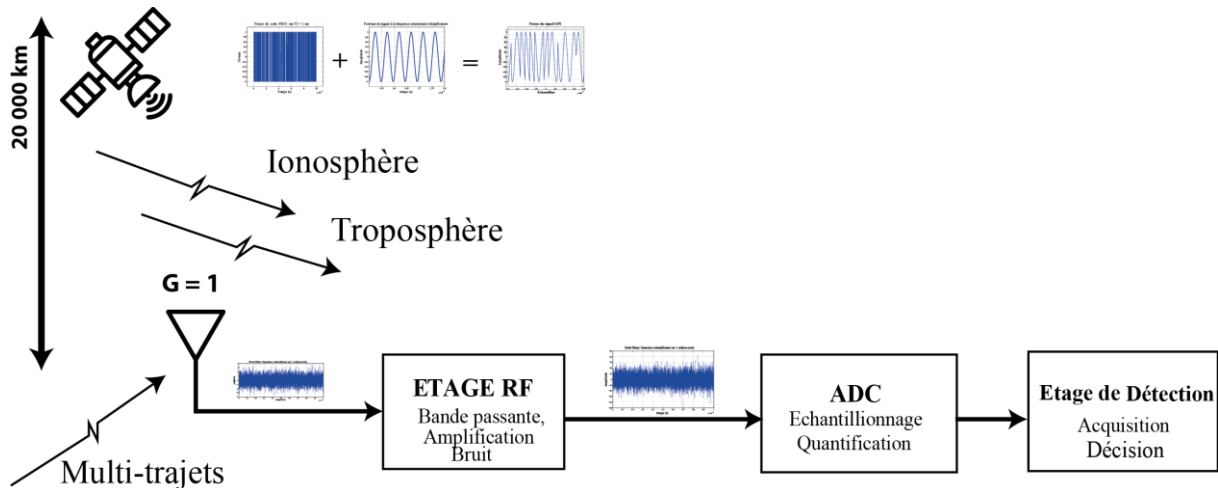 20 000 km
+
=
Ionosphère
Troposphère
G = 1
ETAGE RF
Bande passante,
Amplification
Bruit
ADC
Echantillionnage
Quantification
Etage de Détection
Acquisition
Décision
Multi-trajets